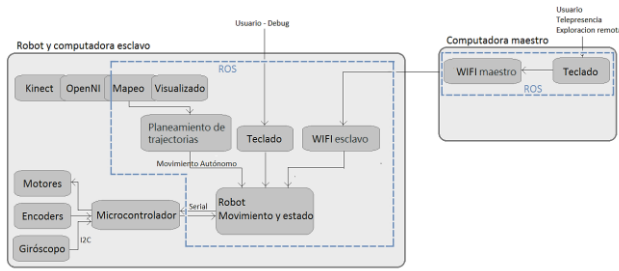 Usuario - Debug
Usuario
Telepresencia
Exploracion remota
Robot y computadora esclavo
Computadora maestro
ROS
Kinect
OpenNI
Mapeo
Visualizado
WIFI maestro
Teclado
ROS
Planeamiento de
trajectorias
Teclado
WIFI esclavo
Movimiento Autónomo
Motores
Encoders
Giróscopo
I2C
Microcontrolador
Serial
Robot
Movimiento y estado